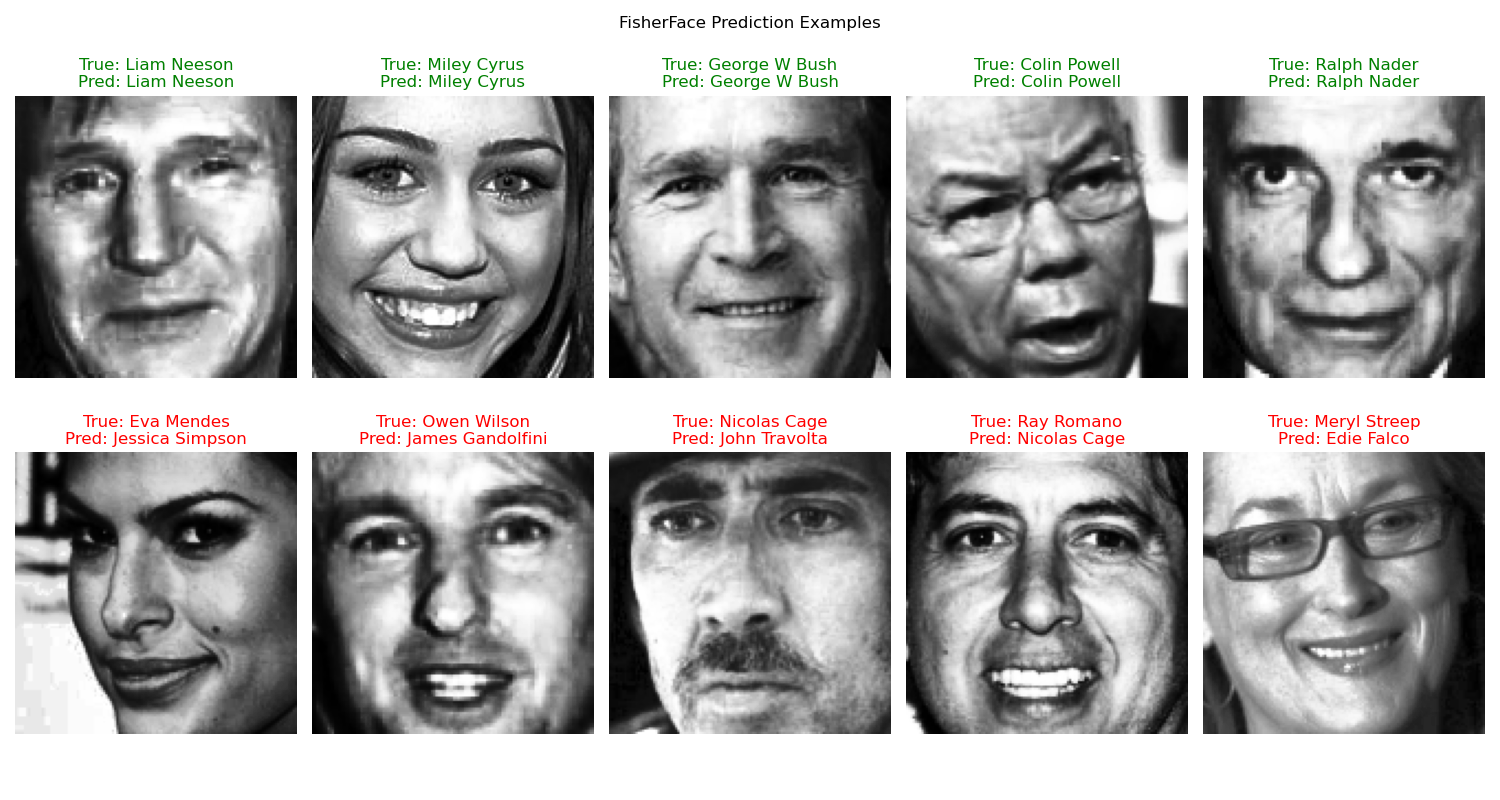 FisherFace Prediction Examples
True: Liam Neeson
Pred: Liam Neeson
True: Miley Cyrus
Pred: Miley Cyrus
True: George W Bush
Pred: George W Bush
True: Colin Powell
Pred: Colin Powell
True: Ralph Nader
Pred: Ralph Nader
True: Eva Mendes
Pred: Jessica Simpson
True: Owen Wilson
Pred: James Gandolfini
True: Nicolas Cage
Pred: John Travolta
True: Ray Romano
Pred: Nicolas Cage
True: Meryl Streep
Pred: Edie Falco